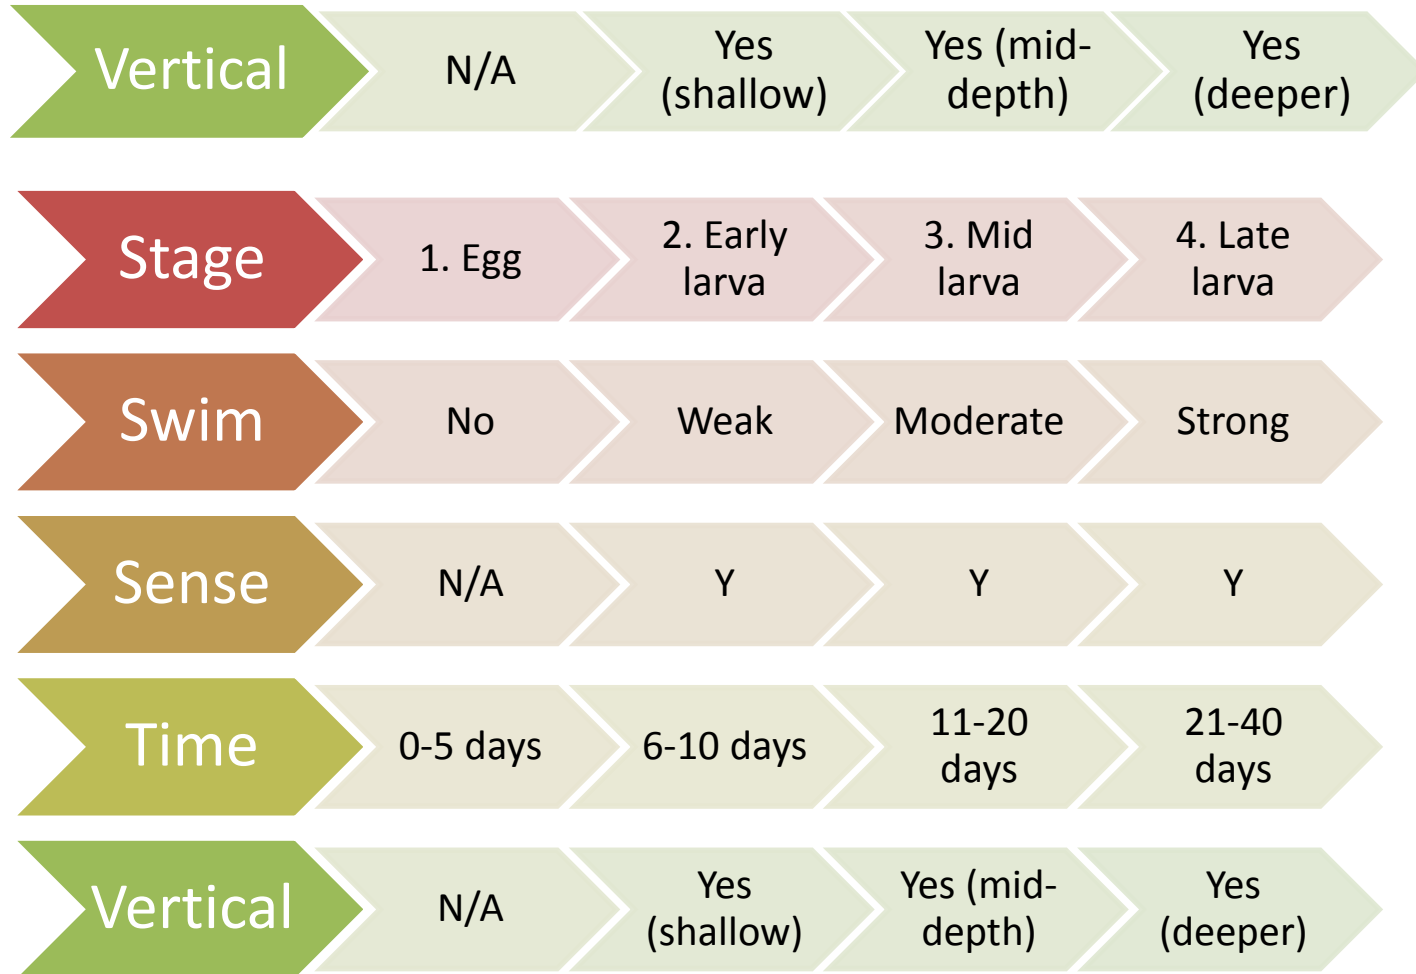 Vertical
N/A
Yes
(shallow)
Yes (mid-
depth)
Yes
(deeper)
Stage
1. Egg
2. Early
larva
3. Mid
larva
4. Late
larva
Swim
No
Weak
Moderate
Strong
Sense
N/A
Y
Y
Y
Time
0-5 days
6-10 days
11-20
days
21-40
days
Vertical
N/A
Yes
(shallow)
Yes (mid-
depth)
Yes
(deeper)